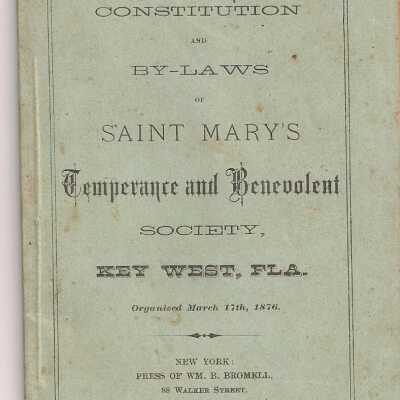 CONSTITUTION
AND
BY-LAWS
OF
SAINT MARY'S
Temperance and Benevolent
SOCIETY,
KEY WEST, FLA.
Organized March 17th, 1876.
NEW YORK:
PRESS OF WM. B. BROMELL,
98 WALKER STREET.